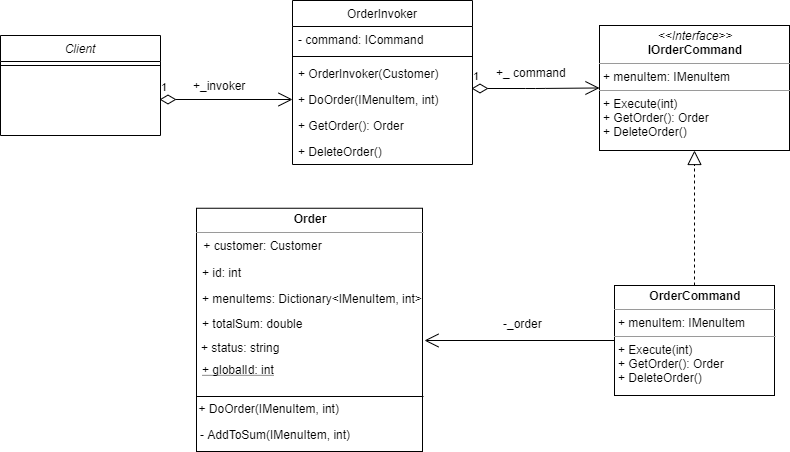 Client
1
+_invoker
OrderInvoker
- command: ICommand
+ OrderInvoker(Customer)
+ DoOrder(IMenuItem, int)
+ GetOrder(): Order
+ DeleteOrder()
1
+_ command
<<Interface>>
IOrderCommand
+ menuItem: IMenuItem
+ Execute(int)
+ GetOrder(): Order
+ DeleteOrder()
Order
+ customer: Customer
+ id: int
+ menuItems: Dictionary<IMenuItem, int>
+ totalSum: double
+ status: string
+ globalId: int
+ DoOrder(IMenuItem, int)
- AddToSum(IMenuItem, int)
-_order
OrderCommand
+ menuItem: IMenuItem
+ Execute(int)
+ GetOrder(): Order
+ DeleteOrder()